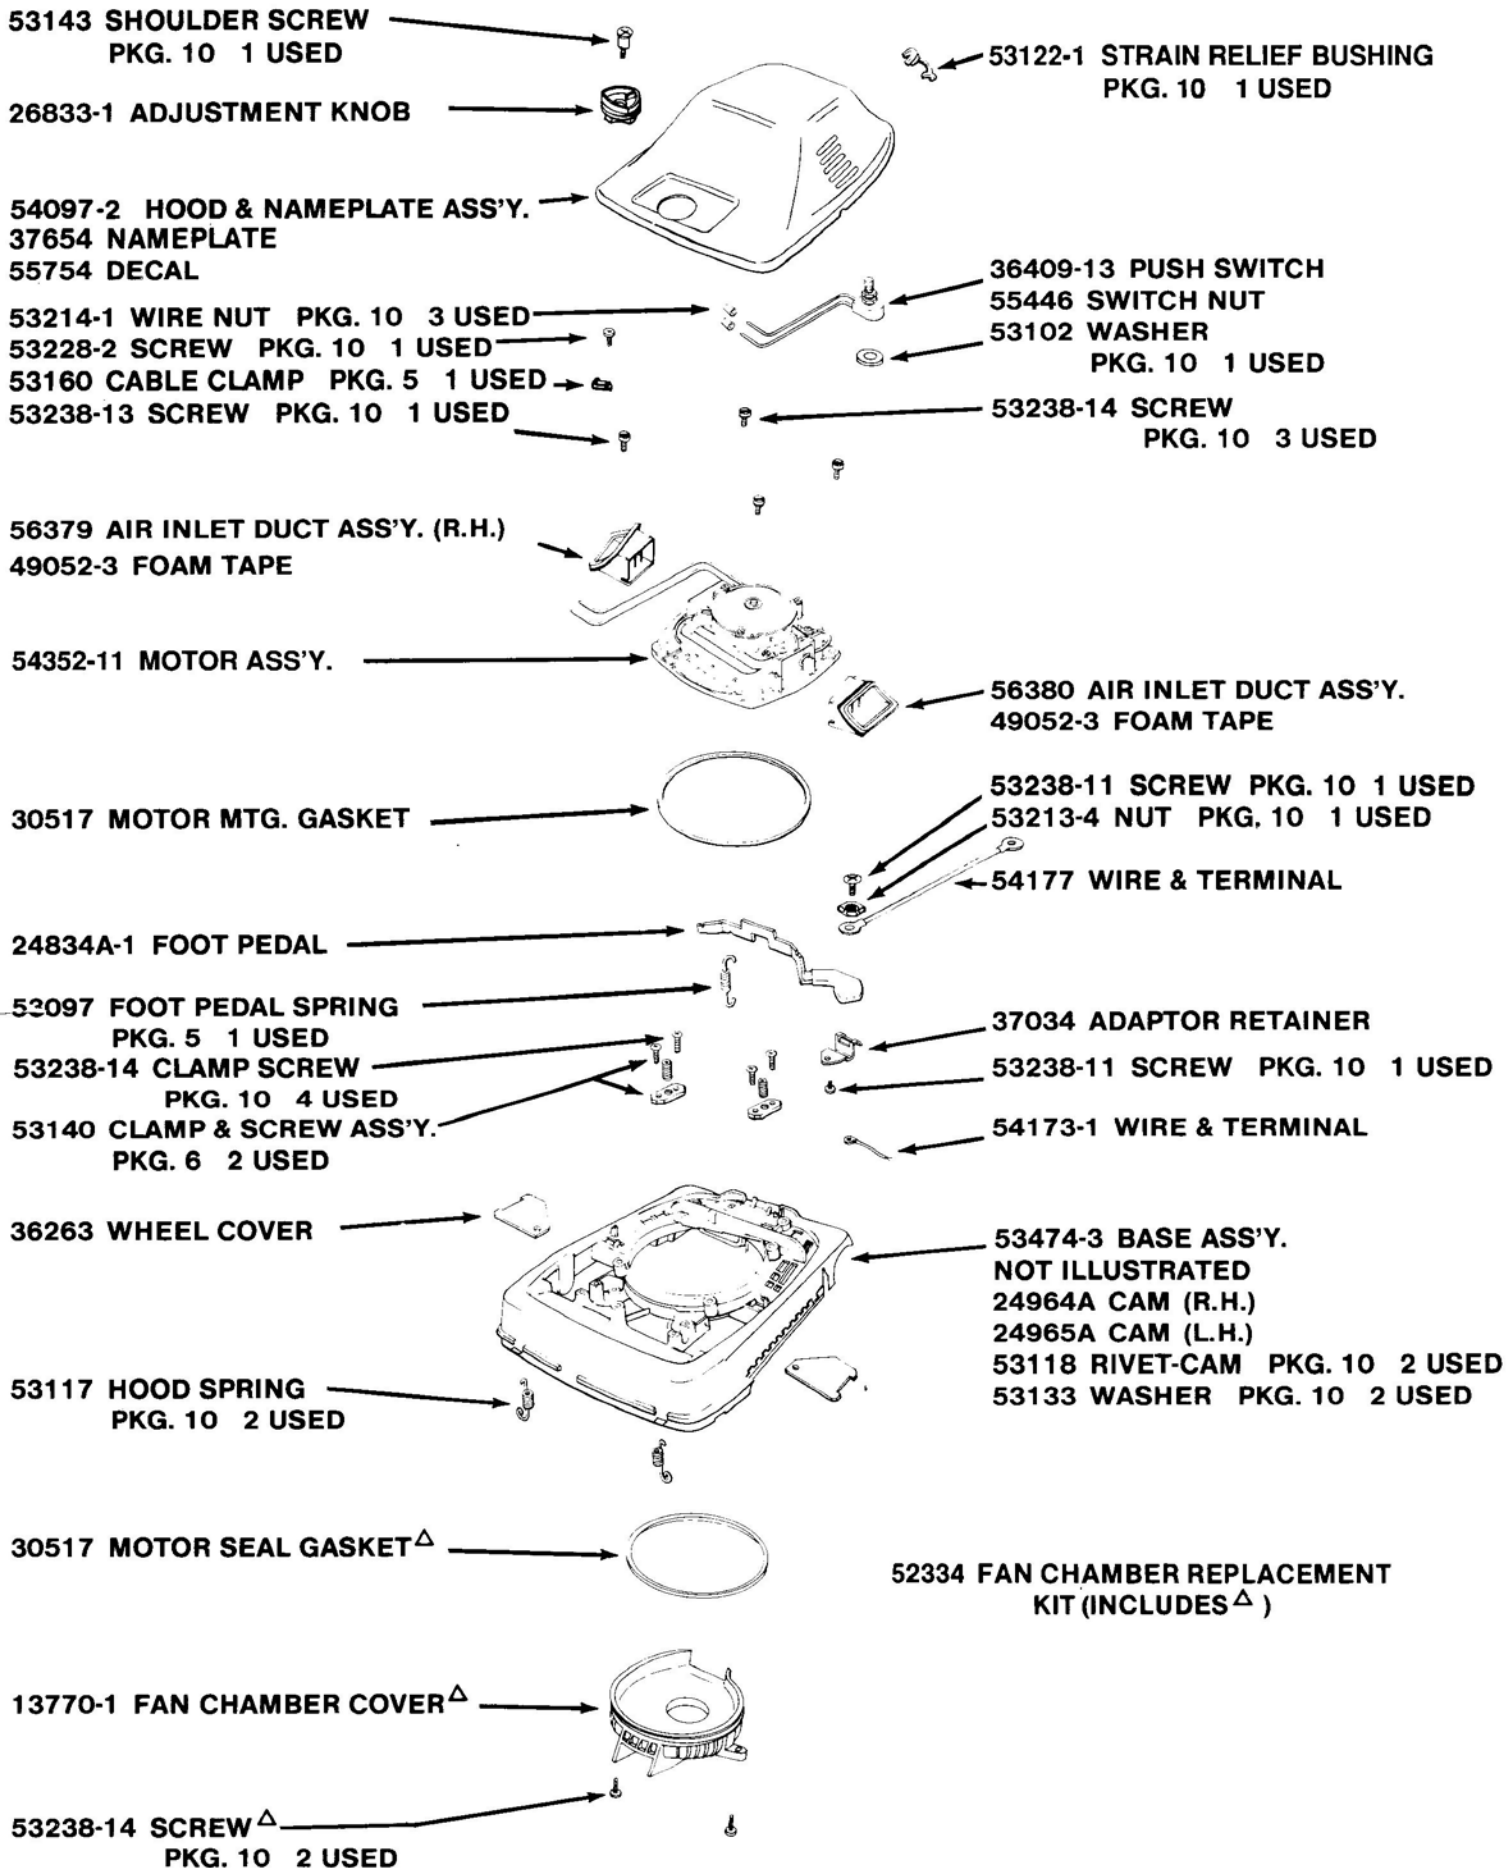 53143 SHOULDER SCREW
PKG. 10 1 USED
26833-1 ADJUSTMENT KNOB
54097-2 HOOD & NAMEPLATE ASS'Y.
37654 NAMEPLATE
55754 DECAL
53214-1 WIRE NUT PKG. 10 3 USED
53228-2 SCREW PKG. 10 1 USED
53160 CABLE CLAMP PKG. 5 1 USED
53238-13 SCREW PKG. 10 1 USED
56379 AIR INLET DUCT ASS'Y. (R.H.)
49052-3 FOAM TAPE
54352-11 MOTOR ASS'Y.
30517 MOTOR MTG. GASKET
24834A-1 FOOT PEDAL
53097 FOOT PEDAL SPRING
PKG. 5 1 USED
53238-14 CLAMP SCREW
PKG. 10 4 USED
53140 CLAMP & SCREW ASS'Y.
PKG. 6 2 USED
36263 WHEEL COVER
53117 HOOD SPRING
PKG. 10 2 USED
30517 MOTOR SEAL GASKET△
13770-1 FAN CHAMBER COVER△
53238-14 SCREW△
PKG. 10 2 USED
53122-1 STRAIN RELIEF BUSHING
PKG. 10 1 USED
36409-13 PUSH SWITCH
55446 SWITCH NUT
53102 WASHER
PKG. 10 1 USED
53238-14 SCREW
PKG. 10 3 USED
56380 AIR INLET DUCT ASS'Y.
49052-3 FOAM TAPE
53238-11 SCREW PKG. 10 1 USED
53213-4 NUT PKG. 10 1 USED
54177 WIRE & TERMINAL
37034 ADAPTOR RETAINER
53238-11 SCREW PKG. 10 1 USED
54173-1 WIRE & TERMINAL
53474-3 BASE ASS'Y.
NOT ILLUSTRATED
24964A CAM (R.H.)
24965A CAM (L.H.)
53118 RIVET-CAM PKG. 10 2 USED
53133 WASHER PKG. 10 2 USED
52334 FAN CHAMBER REPLACEMENT
KIT (INCLUDES△)